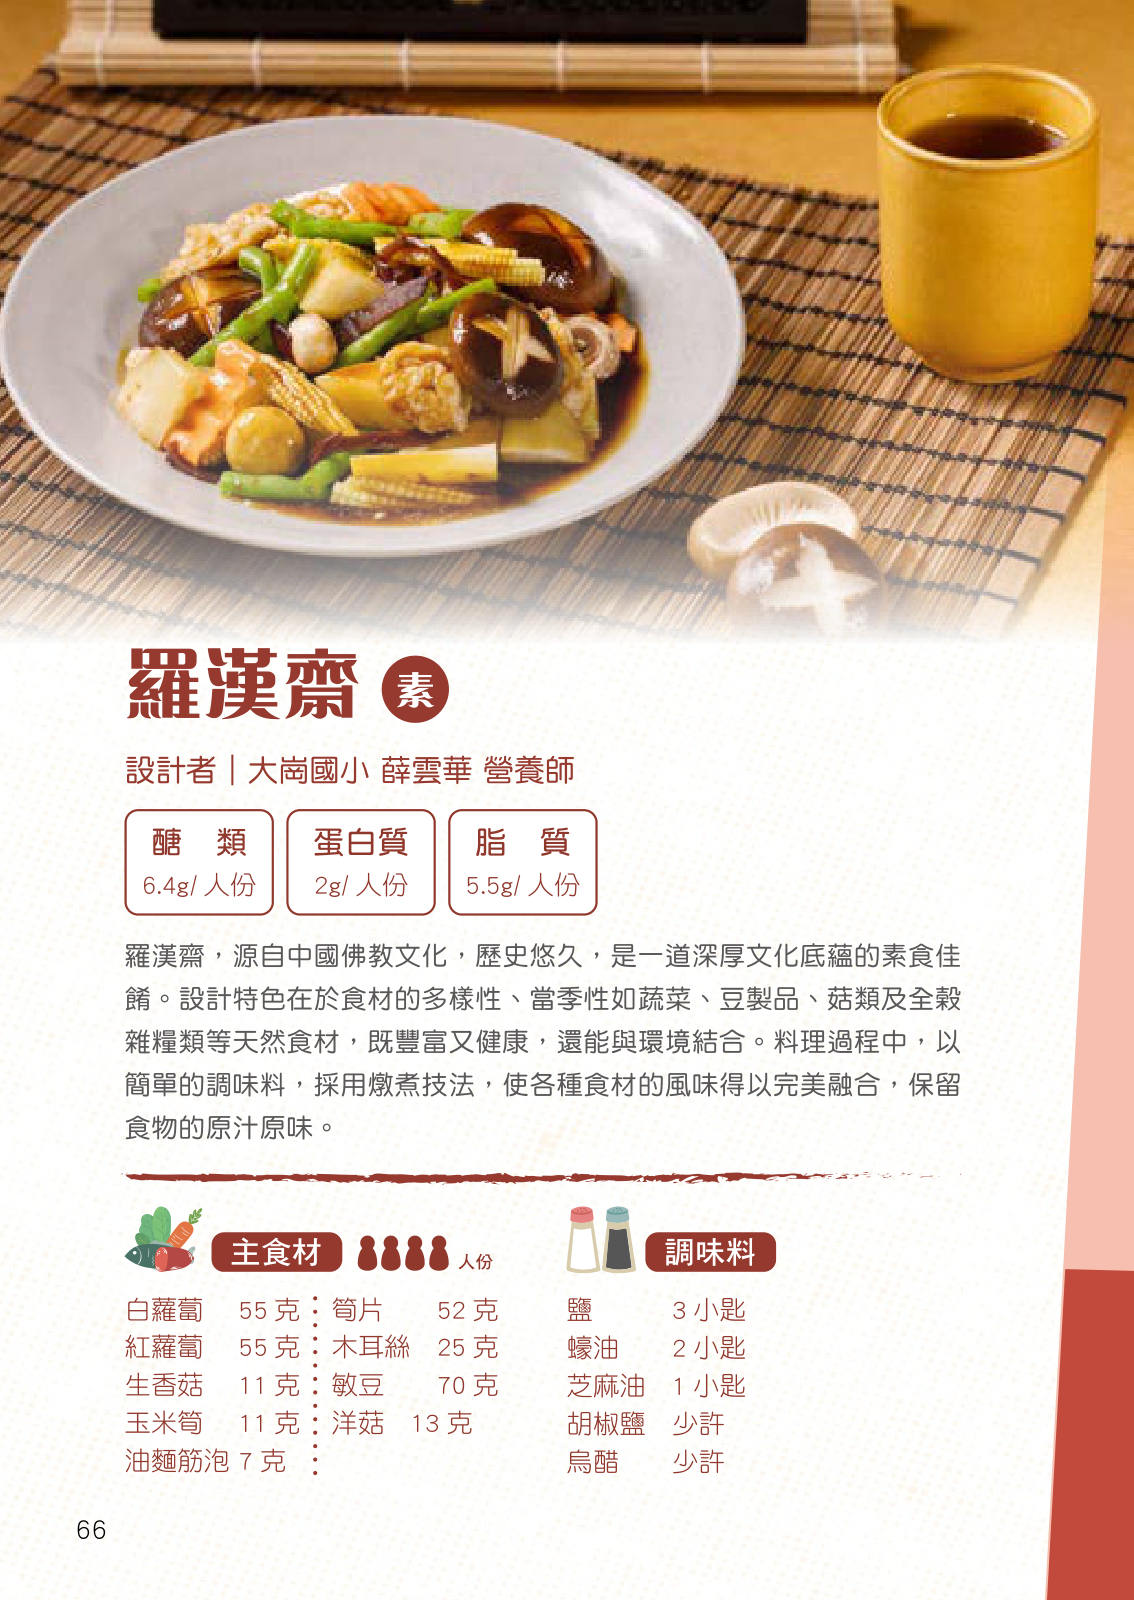 羅漢齋 素
設計者｜大崗國小 薛雲華 營養師
醣 類 蛋白質 脂 質
6.4g/ 人份 2g/ 人份 5.5g/ 人份
羅漢齋，源自中國佛教文化，歷史悠久，是一道深厚文化底蘊的素食佳
餚。設計特色在於食材的多樣性、當季性如蔬菜、豆製品、菇類及全穀
雜糧類等天然食材，既豐富又健康，還能與環境結合。料理過程中，以
簡單的調味料，採用燉煮技法，使各種食材的風味得以完美融合，保留
食物的原汁原味。
主食材 人份 調味料
白蘿蔔 55 克 筍片 52 克 鹽 3 小匙
紅蘿蔔 55 克 木耳絲 25 克 蠔油 2 小匙
生香菇 11 克 敏豆 70 克 芝麻油 1 小匙
玉米筍 11 克 洋菇 13 克 胡椒鹽 少許
油麵筋泡 7 克 烏醋 少許
66